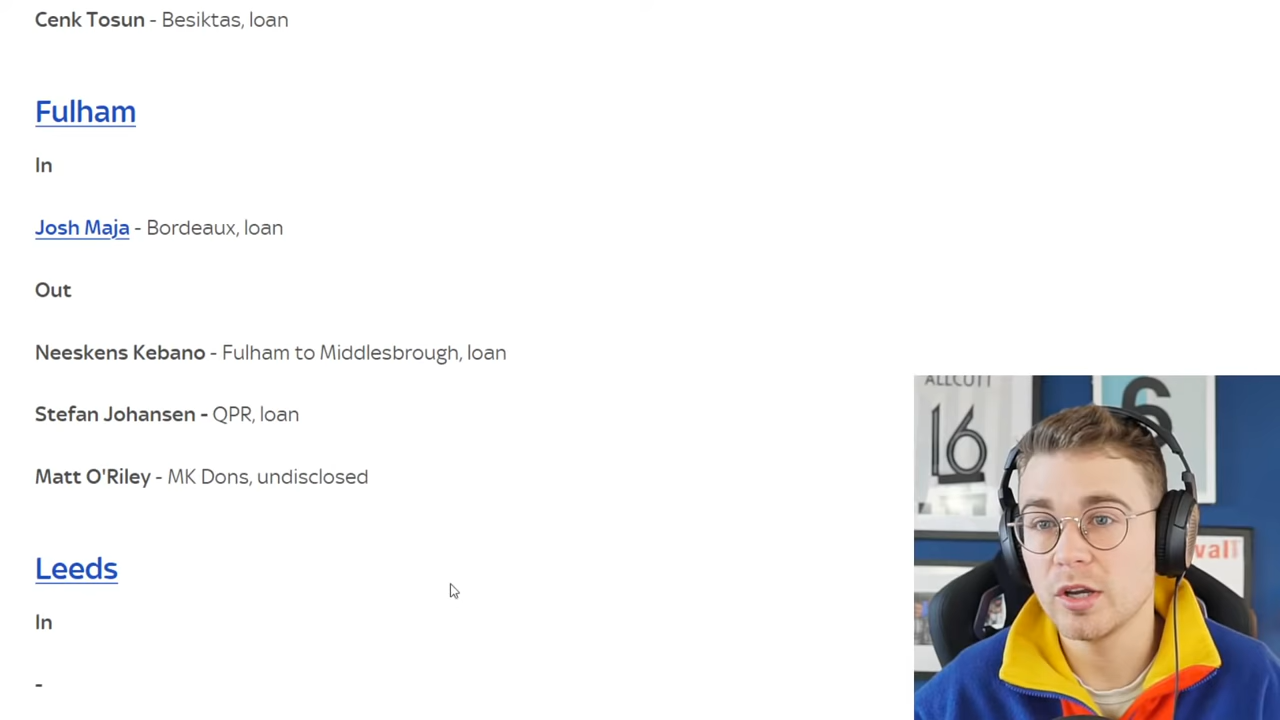 Cenk Tosun - Besiktas, loan
Fulham
In
Josh Maja - Bordeaux, loan
Out
Neeskens Kebano - Fulham to Middlesbrough, loan
Stefan Johansen - QPR, loan
Matt O'Riley - MK Dons, undisclosed
Leeds
In
-
ALLCUTT
16
6